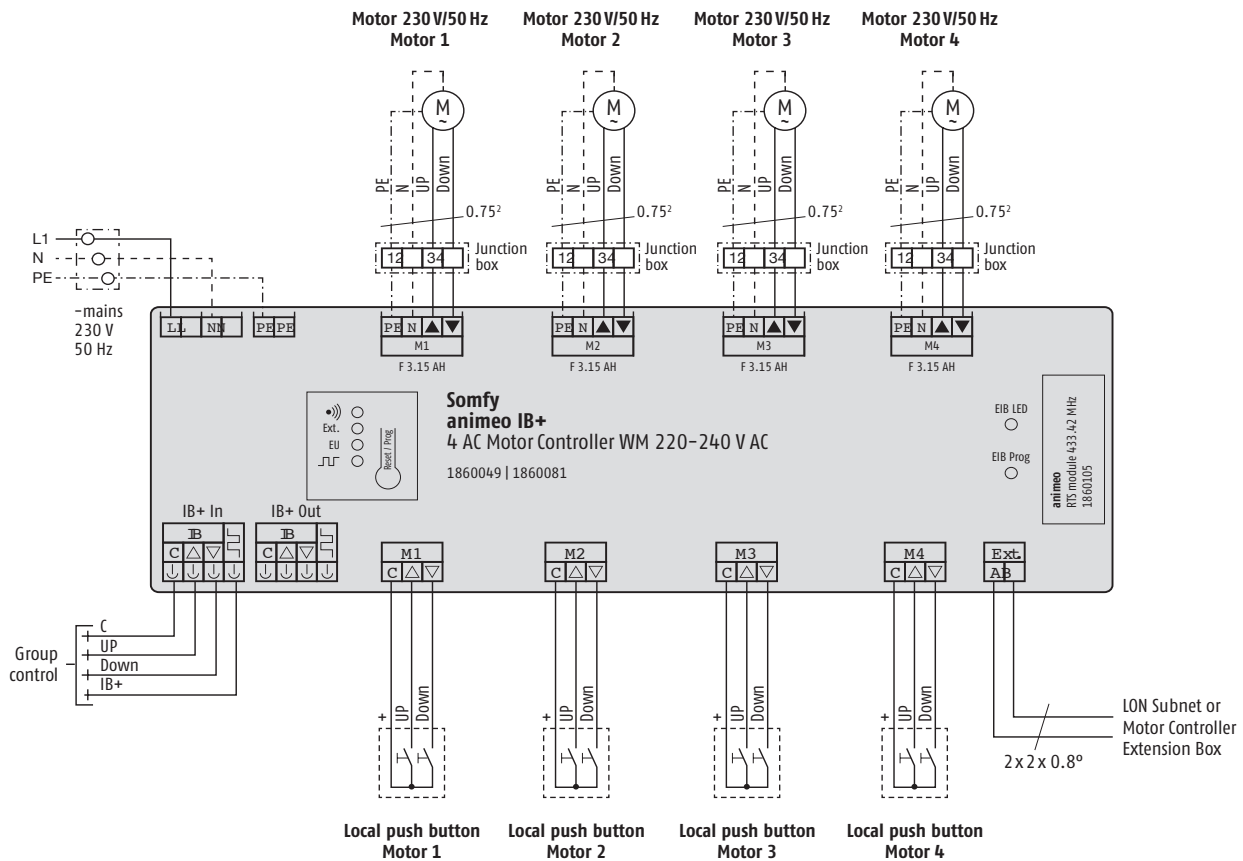 Motor 230 V/50 Hz
Motor 1
Motor 230 V/50 Hz
Motor 2
Motor 230 V/50 Hz
Motor 3
Motor 230 V/50 Hz
Motor 4
M
~
M
~
M
~
M
~
PE N UP Down
PE N UP Down
PE N UP Down
PE N UP Down
0.75²
0.75²
0.75²
0.75²
L1
N
PE
12 34
Junction
box
12 34
Junction
box
12 34
Junction
box
12 34
Junction
box
~mains
230 V
50 Hz
LL NN PE PE
PE N ▲ ▼
M1
F 3.15 AH
PE N ▲ ▼
M2
F 3.15 AH
PE N ▲ ▼
M3
F 3.15 AH
PE N ▲ ▼
M4
F 3.15 AH
Ext.
EU
Reset / Prog
Somfy
animeo IB+
4 AC Motor Controller WM 220-240 V AC
1860049 | 1860081
EIB LED
EIB Prog
animeo
RTS module 433.42 MHz
1860105
IB+ In
IB
C △ ▽
IB+ Out
IB
C △ ▽
M1
C △ ▽
M2
C △ ▽
M3
C △ ▽
M4
C △ ▽
Ext.
AB
Group
control
C
UP
Down
IB+
+ UP Down
+ UP Down
+ UP Down
+ UP Down
2 x 2 x 0.8º
LON Subnet or
Motor Controller
Extension Box
Local push button
Motor 1
Local push button
Motor 2
Local push button
Motor 3
Local push button
Motor 4